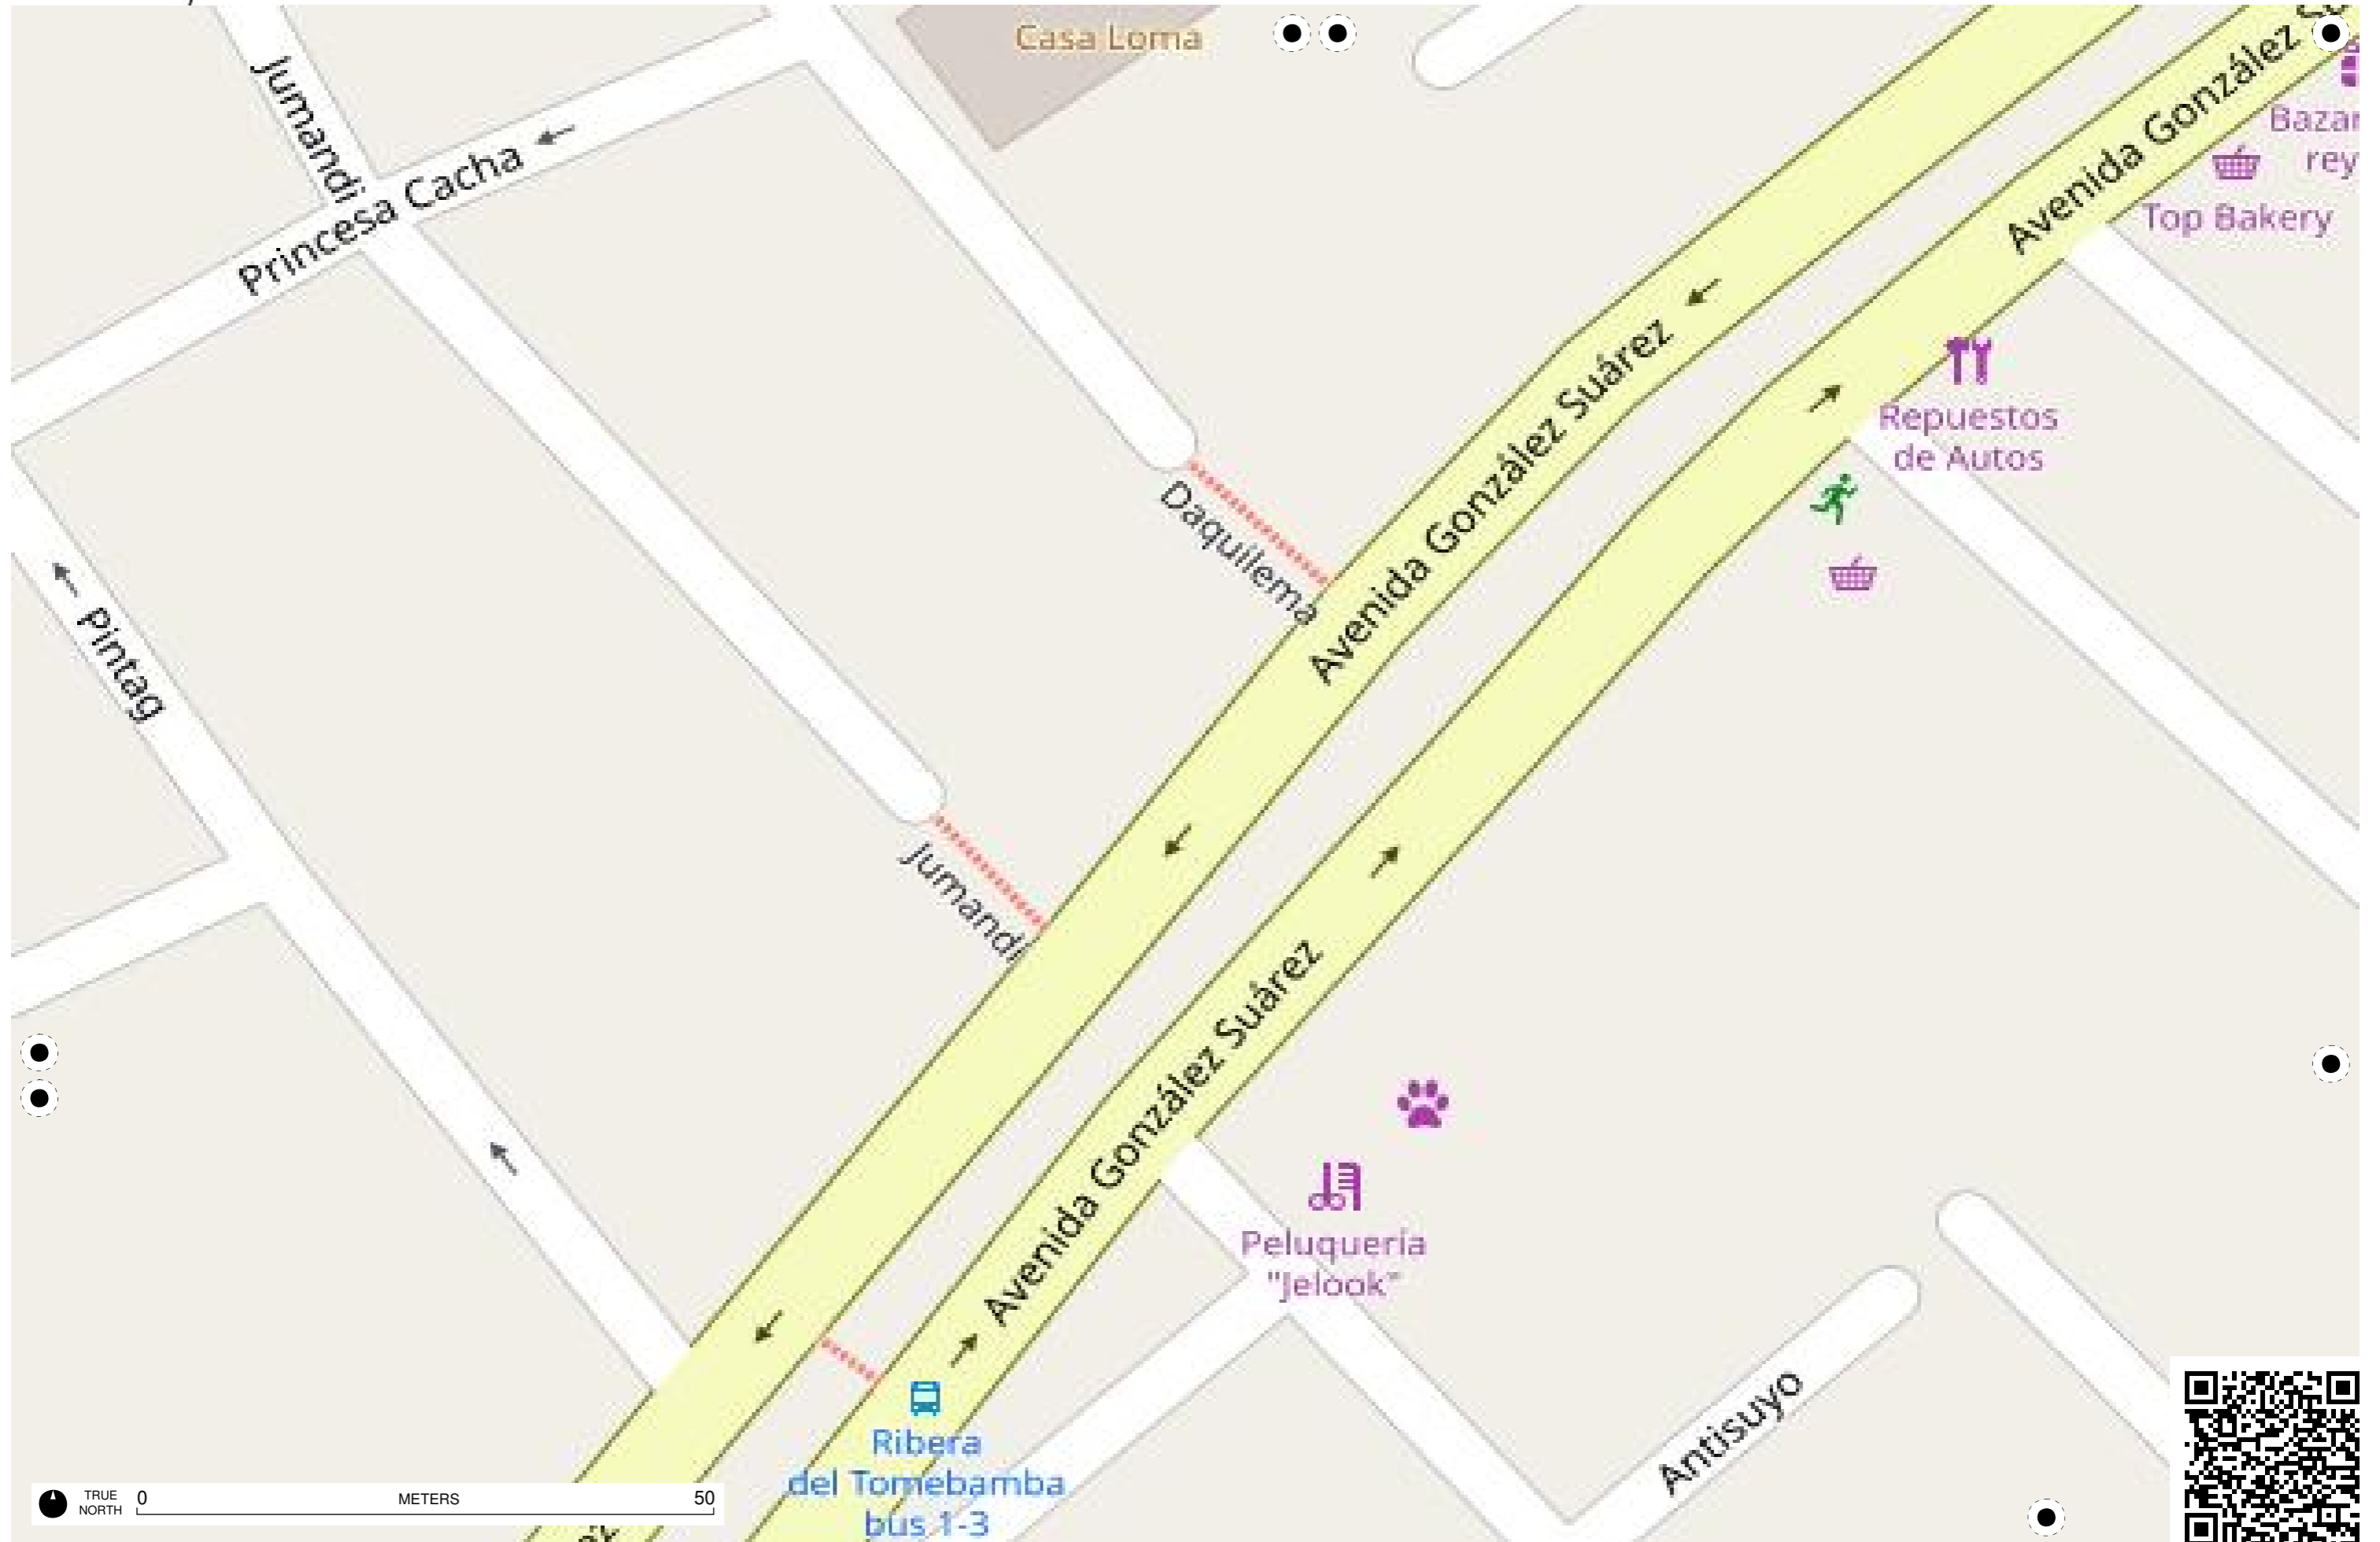 Casa Loma
Jumandi
Princesa Cacha
Avenida González
Bazar
rey
Top Bakery
Avenida González Suárez
Repuestos
de Autos
Daquilema
Pintag
Jumandi
Avenida González Suárez
Peluquería
"Jelook"
Antisuyo
Ribera
del Tomebamba
bus 1-3
TRUE
NORTH
0 METERS 50